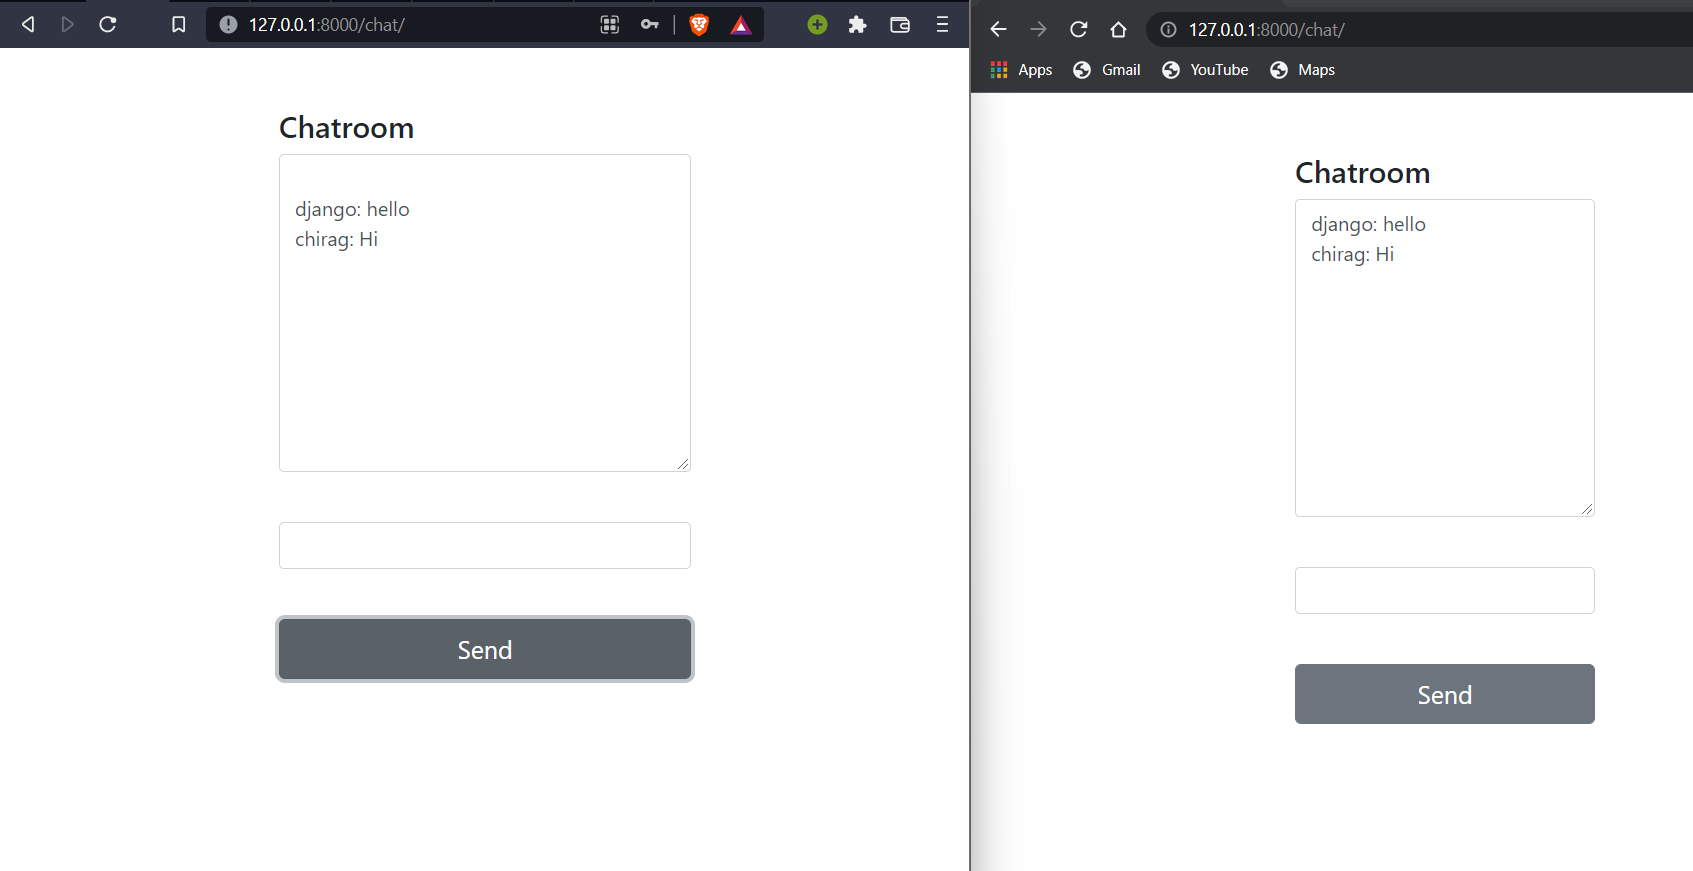 127.0.0.1:8000/chat/
Chatroom
django: hello
chirag: Hi
Send
127.0.0.1:8000/chat/
Apps Gmail YouTube Maps
Chatroom
django: hello
chirag: Hi
Send